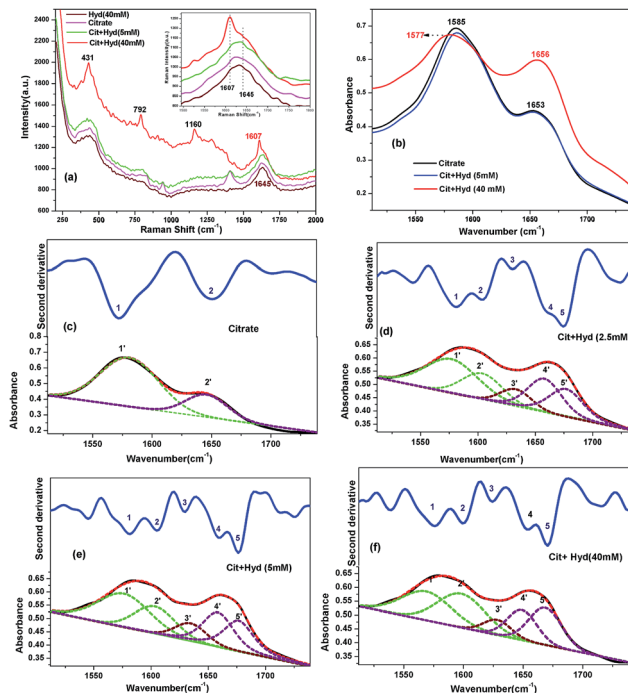 Hyd(40mM)
Citrate
Cit+Hyd(5mM)
Cit+Hyd(40mM)
Intensity(a.u.)
2000
1800
1600
1400
1200
1000
800
600
431
792
1160
1607
1645
(a)
250 500 750 1000 1250 1500 1750 2000
Raman Shift (cm-1)
Raman Intensity(a.u.)
1300
1200
1100
1000
900
800
1607
1645
Raman Shift (cm-1)
Absorbance
0.7
0.6
0.5
0.4
0.3
0.2
1577
1585
1656
1653
(b)
Citrate
Cit+Hyd (5mM)
Cit+Hyd (40 mM)
1550 1600 1650 1700
Wavenumber (cm-1)
Second derivative
1
2
(c)
Citrate
Absorbance
0.8
0.7
0.6
0.5
0.4
0.3
0.2
1'
2'
1550 1600 1650 1700
Wavenumber(cm-1)
Second derivative
1
2
3
4
5
(d)
Cit+Hyd (2.5mM)
Absorbance
0.65
0.60
0.55
0.50
0.45
0.40
0.35
1'
2'
3'
4'
5'
1550 1600 1650 1700
Wavenumber(cm-1)
Second derivative
1
2
3
4
5
(e)
Cit+Hyd (5mM)
Absorbance
0.65
0.60
0.55
0.50
0.45
0.40
0.35
1'
2'
3'
4'
5'
1550 1600 1650 1700
Wavenumber(cm-1)
Second derivative
1
2
3
4
5
(f)
Cit+ Hyd(40mM)
Absorbance
0.65
0.60
0.55
0.50
0.45
0.40
0.35
1'
2'
3'
4'
5'
1550 1600 1650 1700
Wavenumber(cm-1)